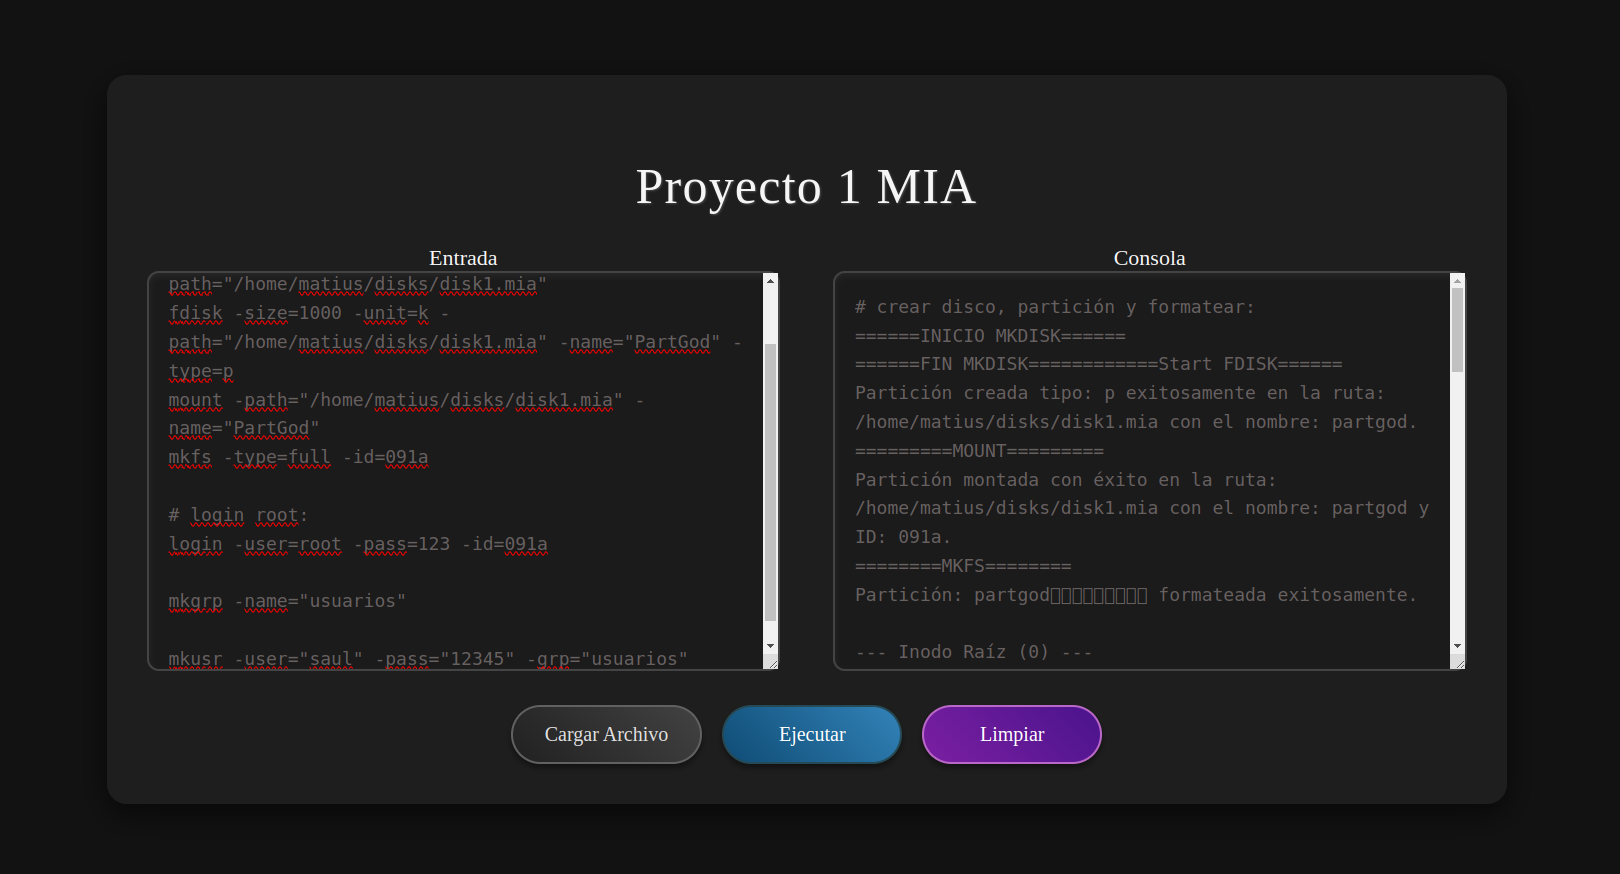 Proyecto 1 MIA
Entrada
path="/home/matius/disks/disk1.mia"
fdisk -size=1000 -unit=k -
path="/home/matius/disks/disk1.mia" -name="PartGod" -
type=p
mount -path="/home/matius/disks/disk1.mia" -
name="PartGod"
mkfs -type=full -id=091a
# login root:
login -user=root -pass=123 -id=091a
mkgrp -name="usuarios"
mkusr -user="saul" -pass="12345" -grp="usuarios"
Consola
# crear disco, partición y formatear:
======INICIO MKDISK======
======FIN MKDISK============Start FDISK======
Partición creada tipo: p exitosamente en la ruta:
/home/matius/disks/disk1.mia con el nombre: partgod.
=========MOUNT=========
Partición montada con éxito en la ruta:
/home/matius/disks/disk1.mia con el nombre: partgod y
ID: 091a.
========MKFS========
Partición: partgod□□□□□□□□□ formateada exitosamente.
--- Inodo Raíz (0) ---
Cargar Archivo
Ejecutar
Limpiar